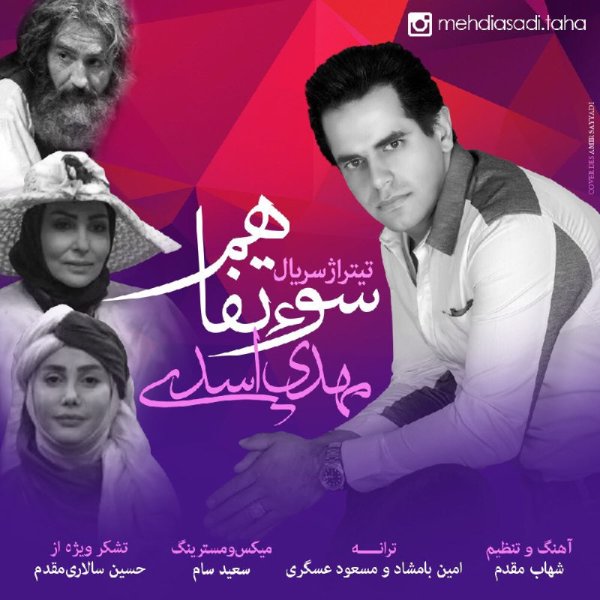 mehdiasadi.taha
COVER DES AMIR SAYYADI
تیتراژ سریال
سوء تفاهم
مهدی اسدی
آهنگ و تنظیم
شهاب مقدم
ترانه
امین بامشاد و مسعود عسگری
میکس و مسترینگ
سعید سام
تشکر ویژه از
حسین سالاری مقدم